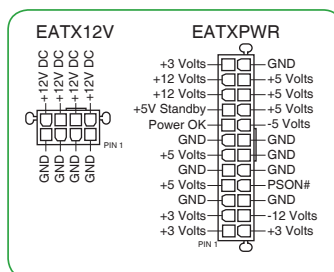 EATX12V EATXPWR
+12V DC +12V DC +12V DC +12V DC
GND GND GND GND
PIN 1
+3 Volts GND
+12 Volts +5 Volts
+12 Volts +5 Volts
+5V Standby +5 Volts
Power OK -5 Volts
GND GND
+5 Volts GND
GND GND
+5 Volts PSON#
GND GND
+3 Volts -12 Volts
+3 Volts +3 Volts
PIN 1